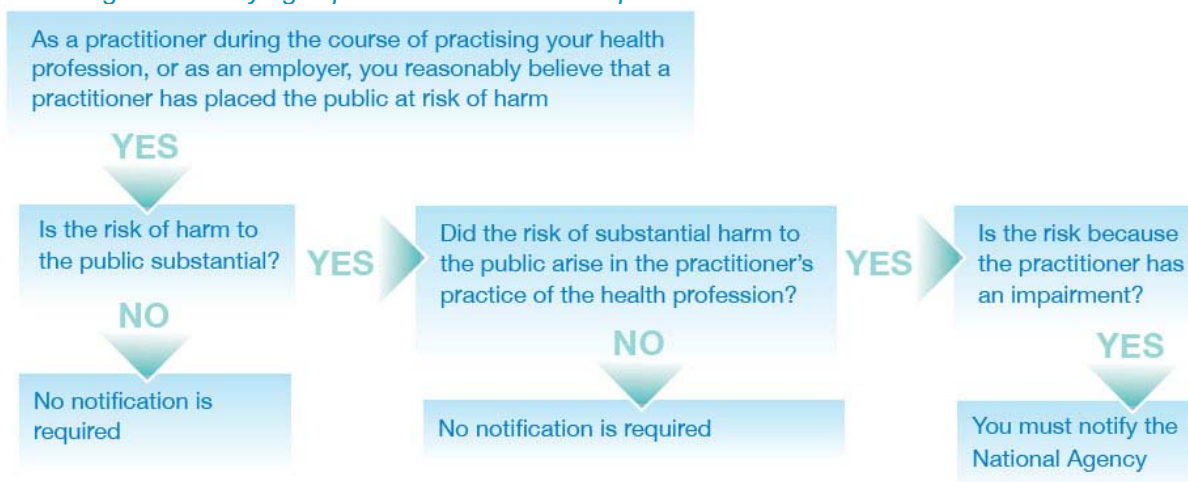 As a practitioner during the course of practising your health
profession, or as an employer, you reasonably believe that a
practitioner has placed the public at risk of harm
YES
Is the risk of harm to
the public substantial?
YES
Did the risk of substantial harm to
the public arise in the practitioner's
practice of the health profession?
YES
Is the risk because
the practitioner has
an impairment?
NO
NO
YES
No notification is
required
No notification is required
You must notify the
National Agency